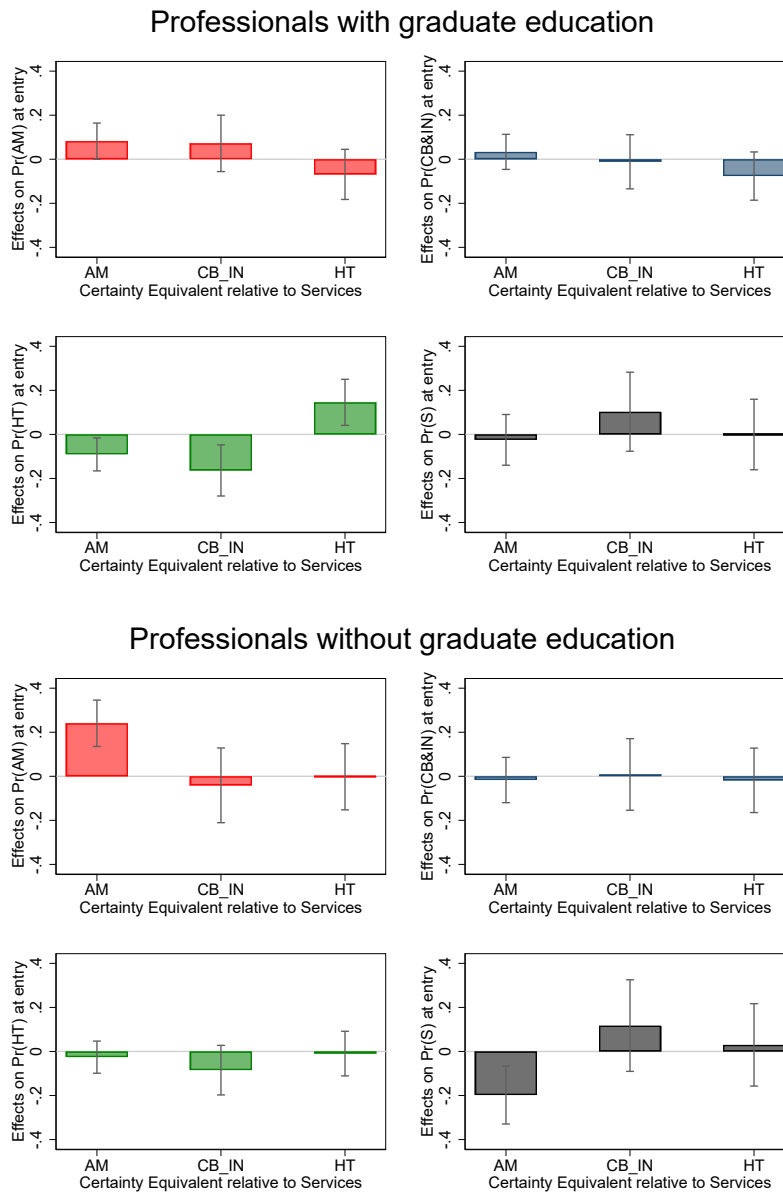 Professionals with graduate education
Effects on Pr(AM) at entry
.4
.2
0
-.2
-.4
AM CB_IN HT
Certainty Equivalent relative to Services
Effects on Pr(CB&IN) at entry
.4
.2
0
-.2
-.4
AM CB_IN HT
Certainty Equivalent relative to Services
Effects on Pr(HT) at entry
.4
.2
0
-.2
-.4
AM CB_IN HT
Certainty Equivalent relative to Services
Effects on Pr(S) at entry
.4
.2
0
-.2
-.4
AM CB_IN HT
Certainty Equivalent relative to Services
Professionals without graduate education
Effects on Pr(AM) at entry
.4
.2
0
-.2
-.4
AM CB_IN HT
Certainty Equivalent relative to Services
Effects on Pr(CB&IN) at entry
.4
.2
0
-.2
-.4
AM CB_IN HT
Certainty Equivalent relative to Services
Effects on Pr(HT) at entry
.4
.2
0
-.2
-.4
AM CB_IN HT
Certainty Equivalent relative to Services
Effects on Pr(S) at entry
.4
.2
0
-.2
-.4
AM CB_IN HT
Certainty Equivalent relative to Services